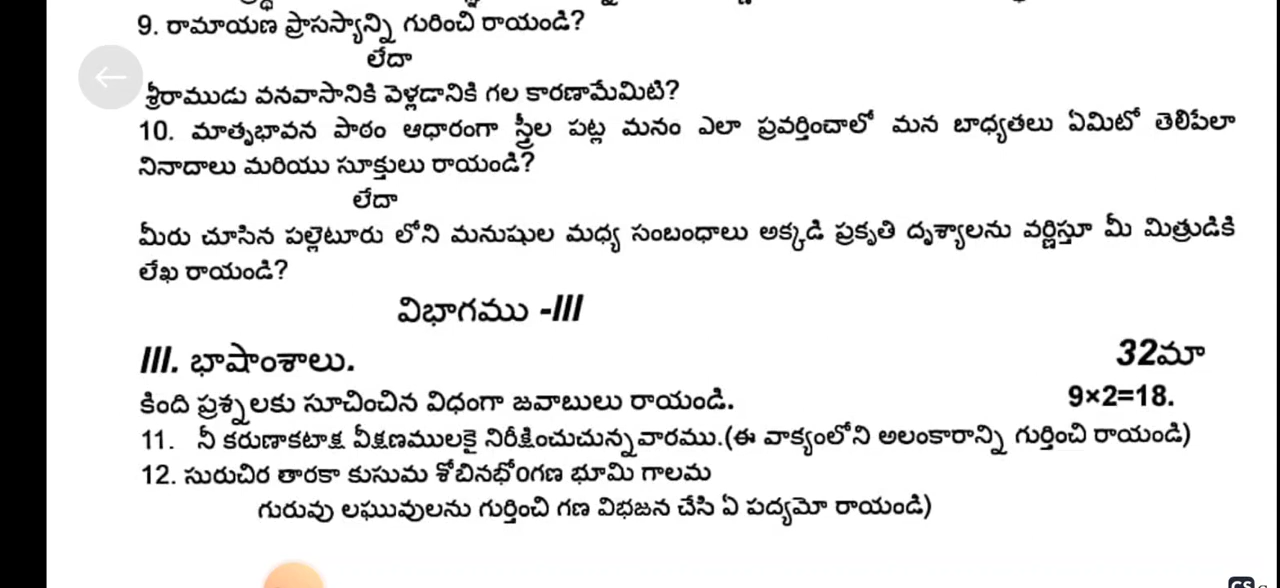 9. రామాయణ ప్రాసస్యాన్ని గురించి రాయండి?
లేదా
శ్రీరాముడు వనవాసానికి వెళ్లడానికి గల కారణామేమిటి?
10. మాతృభావన పాఠం ఆధారంగా స్త్రీల పట్ల మనం ఎలా ప్రవర్తించాలో మన బాధ్యతలు ఏమిటో తెలిపేలా
నినాదాలు మరియు సూక్తులు రాయండి?
లేదా
మీరు చూసిన పల్లెటూరు లోని మనుషుల మధ్య సంబంధాలు అక్కడి ప్రకృతి దృశ్యాలను వర్ణిస్తూ మీ మిత్రుడికి
లేఖ రాయండి?
విభాగము -III
III. భాషాంశాలు. 32మా
కింది ప్రశ్నలకు సూచించిన విధంగా జవాబులు రాయండి. 9×2=18.
11. నీ కరుణాకటాక్ష వీక్షణములకై నిరీక్షించుచున్నవారము.(ఈ వాక్యంలోని అలంకారాన్ని గుర్తించి రాయండి)
12. సురుచిర తారకా కుసుమ శోబినభోంగణ భూమి గాలమ
గురువు లఘువులను గుర్తించి గణ విభజన చేసి ఏ పద్యమో రాయండి)